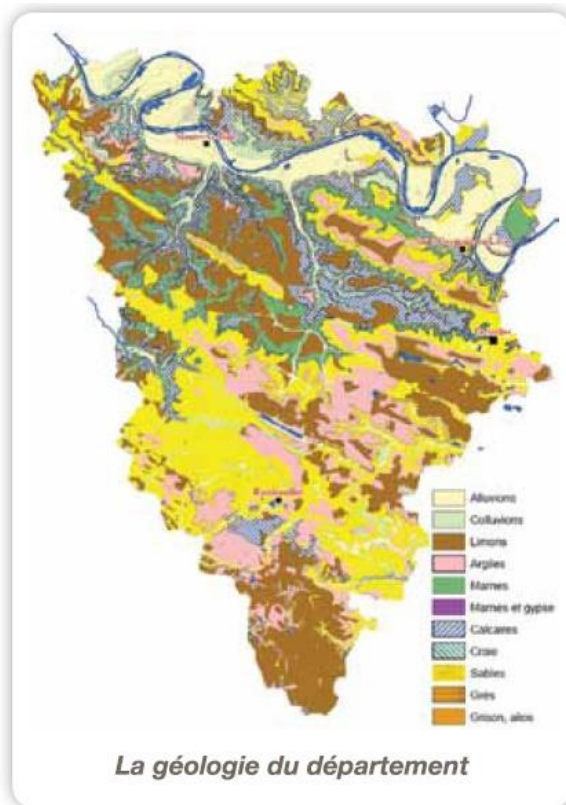 Alluvions
Colluvions
Limons
Argiles
Marnes
Marnes et gypse
Calcaires
Craie
Sables
Grès
Grison, alios
La géologie du département